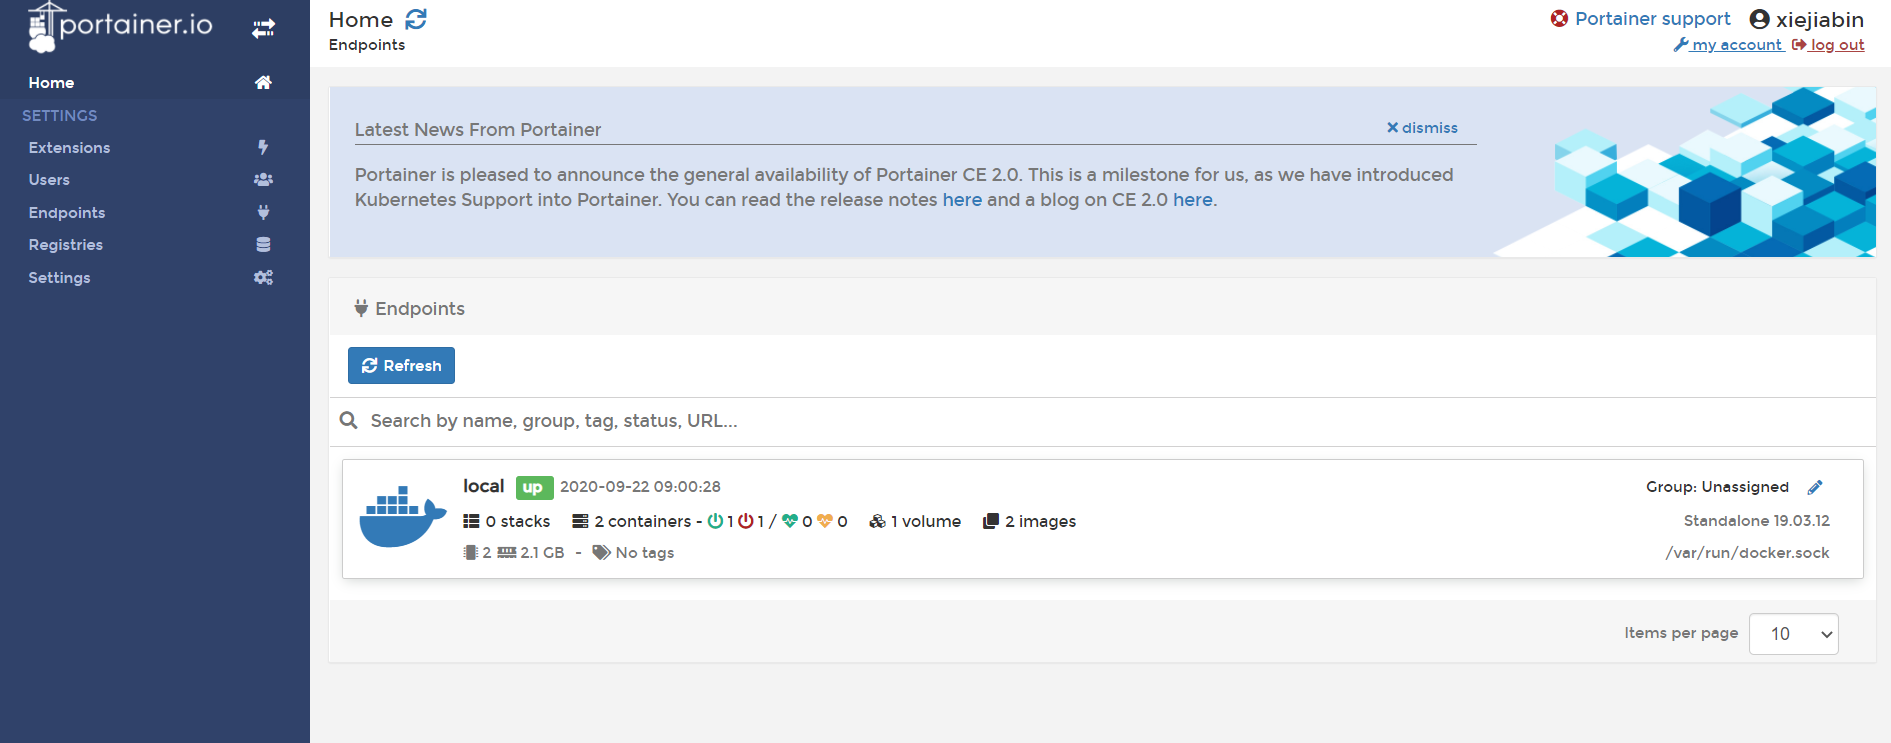 portainer.io
Home
SETTINGS
Extensions
Users
Endpoints
Registries
Settings
Home
Endpoints
Portainer support xiejiabin
my account log out
Latest News From Portainer
dismiss
Portainer is pleased to announce the general availability of Portainer CE 2.0. This is a milestone for us, as we have introduced
Kubernetes Support into Portainer. You can read the release notes here and a blog on CE 2.0 here.
Endpoints
Refresh
Search by name, group, tag, status, URL...
local up 2020-09-22 09:00:28
Group: Unassigned
0 stacks 2 containers - 1 1 / 0 0 1 volume 2 images
Standalone 19.03.12
2 2.1 GB - No tags
/var/run/docker.sock
Items per page 10